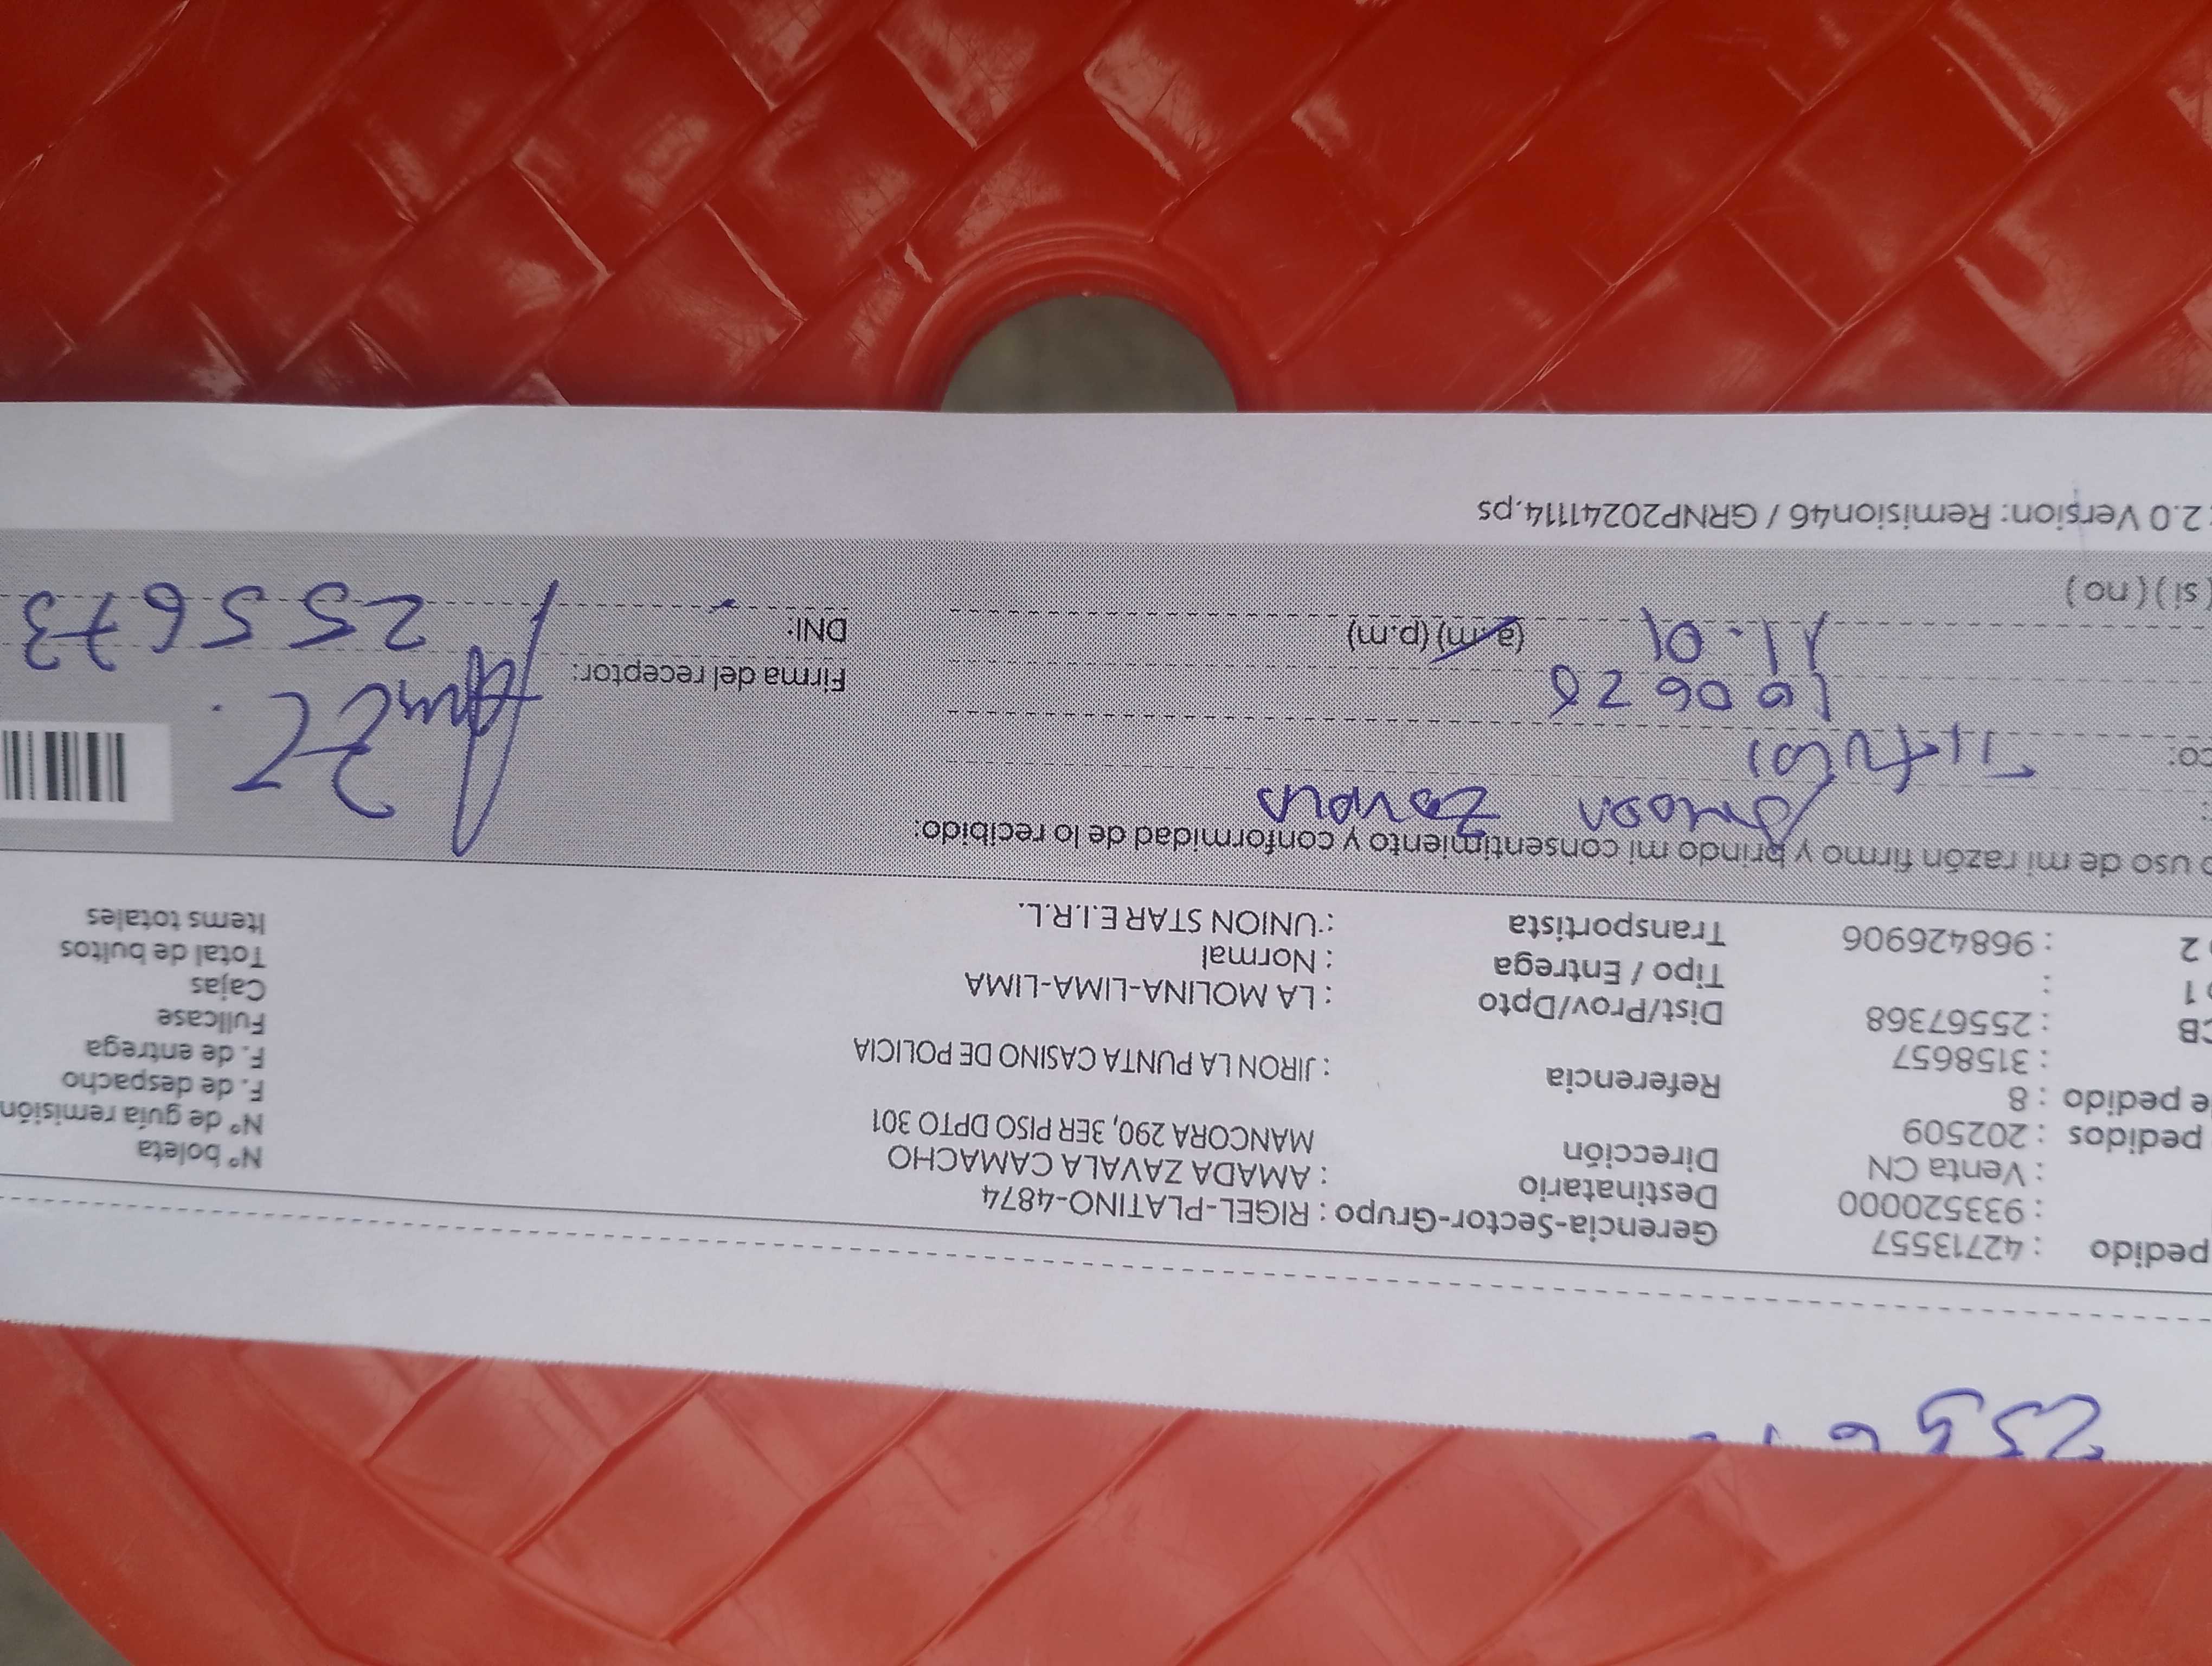 255
pedido : 42713557 Gerencia-Sector-Grupo : RIGEL-PLATINO-4874
: 933520000 Destinatario : AMADA ZAVALA CAMACHO Nº boleta
: Venta CN Dirección MANCORA 290, 3ER PISO DPTO 301 Nº de guía remisión
pedidos : 202509 F. de despacho
e pedido : 8 Referencia : JIRON LA PUNTA CASINO DE POLICIA F. de entrega
: 3158657 Fullcase
CB : 25567368 Dist/Prov/Dpto : LA MOLINA-LIMA-LIMA Cajas
o 1 : Tipo / Entrega : Normal Total de bultos
o 2 : 968426906 Transportista : UNION STAR E.I.R.L. Items totales
o uso de mi razón firmo y brindo mi consentimiento y conformidad de lo recibido:
Amada Zavala
co: Titular
Firma del receptor:
11.01 (a.m) (p.m) DNI: 255673
( si ) ( no )
2.0 Version: Remision46 / GRNP20241114.ps